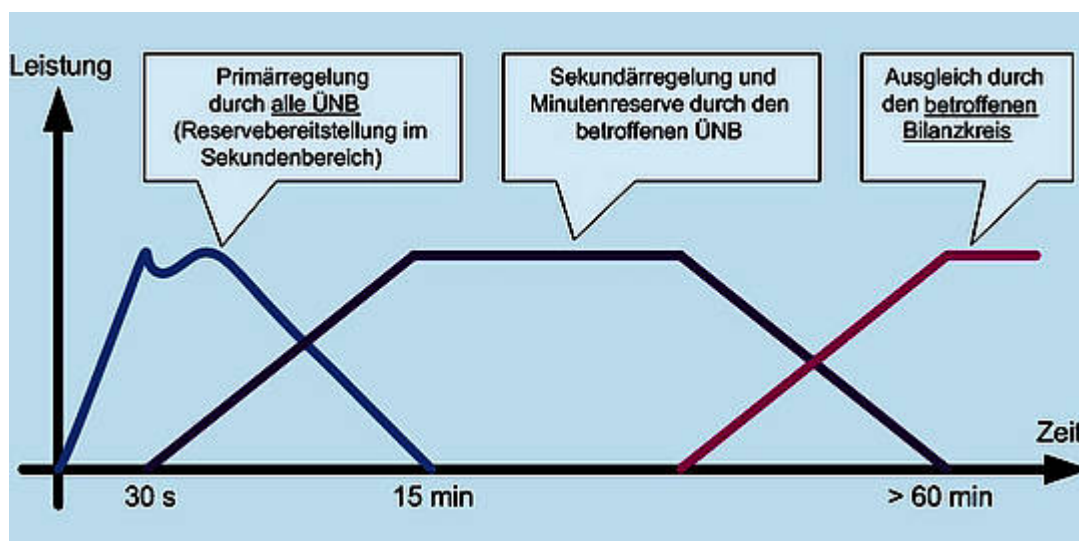 Leistung
Primärregelung
durch alle ÜNB
(Reservebereitstellung im
Sekundenbereich)
Sekundärregelung und
Minutenreserve durch den
betroffenen ÜNB
Ausgleich durch
den betroffenen
Bilanzkreis
Zeit
30 s
15 min
> 60 min